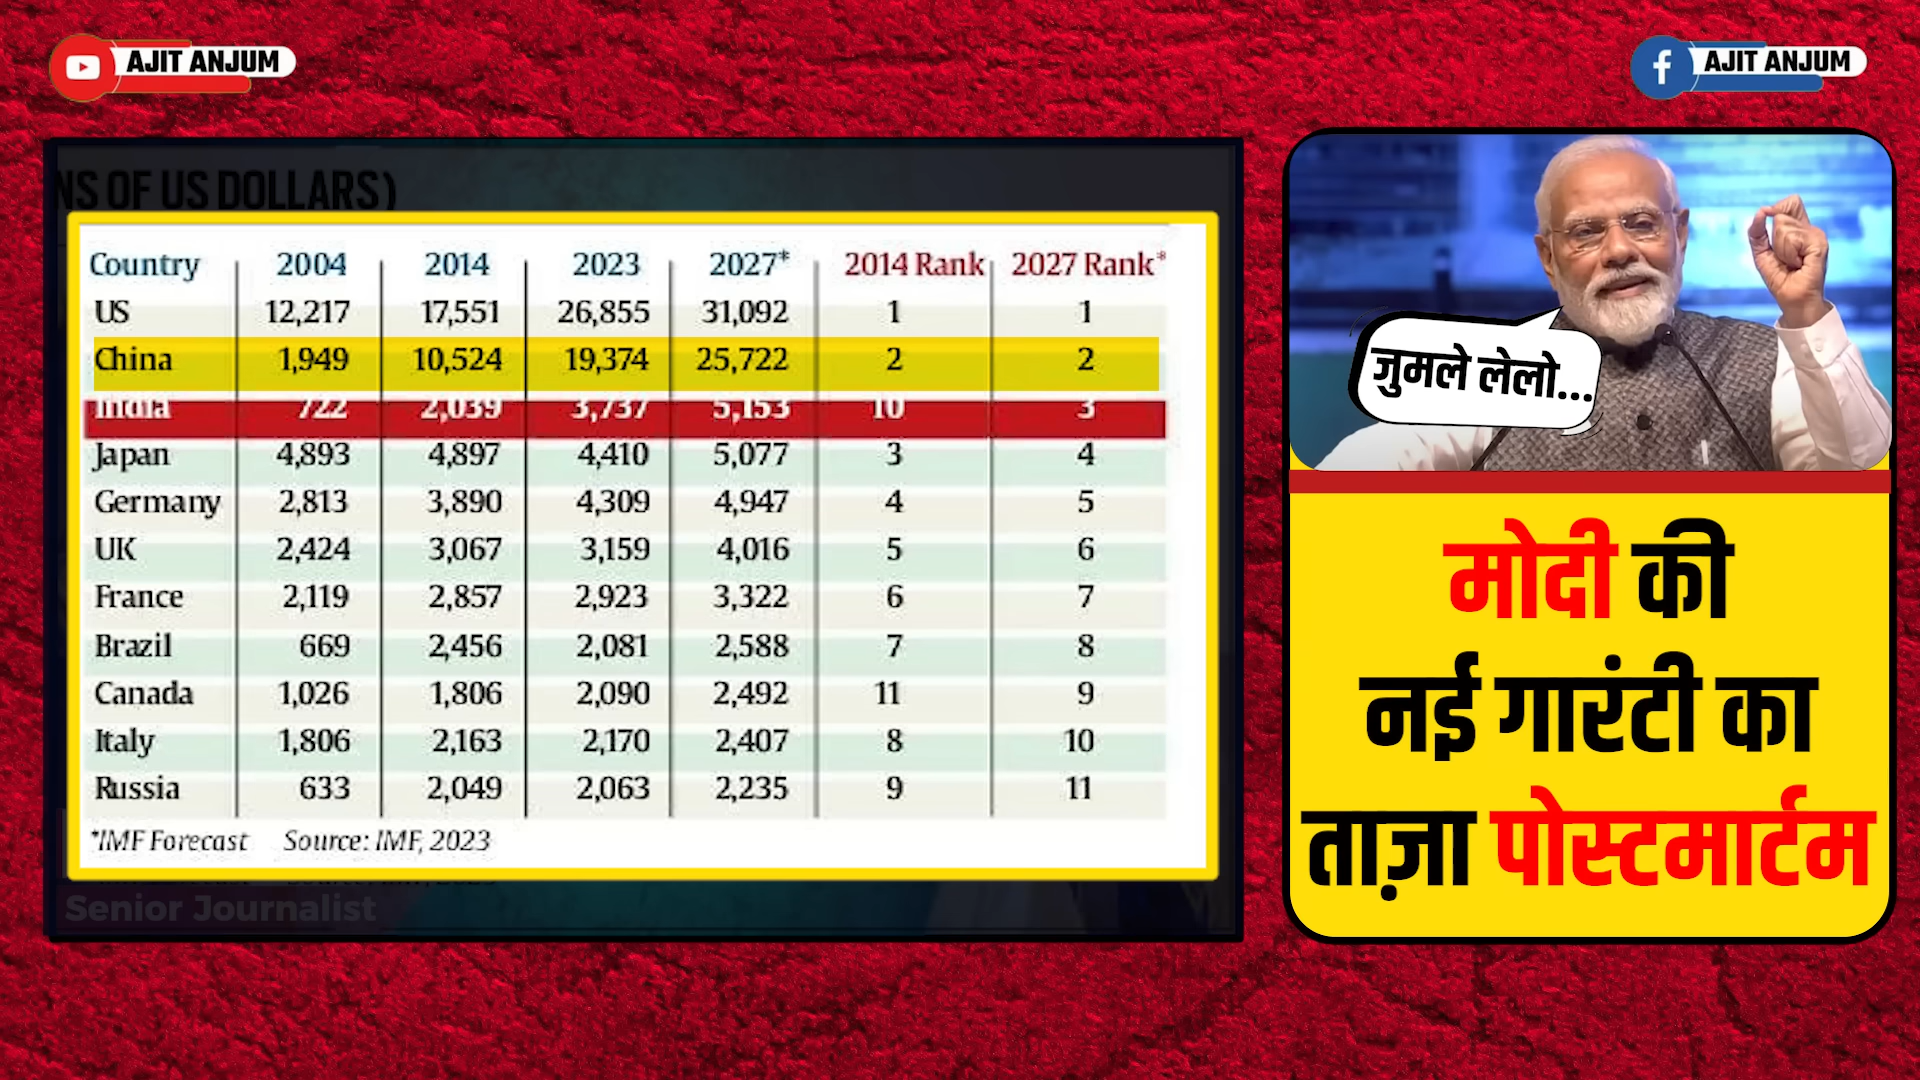 AJIT ANJUM
AJIT ANJUM
NS OF US DOLLARS)
Country 2004 2014 2023 2027* 2014 Rank 2027 Rank*
US 12,217 17,551 26,855 31,092 1 1
China 1,949 10,524 19,374 25,722 2 2
India 722 2,039 3,737 5,153 10 3
Japan 4,893 4,897 4,410 5,077 3 4
Germany 2,813 3,890 4,309 4,947 4 5
UK 2,424 3,067 3,159 4,016 5 6
France 2,119 2,857 2,923 3,322 6 7
Brazil 669 2,456 2,081 2,588 7 8
Canada 1,026 1,806 2,090 2,492 11 9
Italy 1,806 2,163 2,170 2,407 8 10
Russia 633 2,049 2,063 2,235 9 11
*IMF Forecast Source: IMF, 2023
Senior Journalist
जुमले लेलो...
मोदी की
नई गारंटी का
ताज़ा पोस्टमार्टम